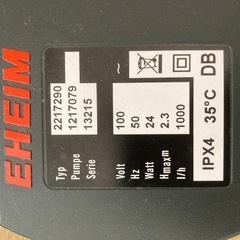 EHEIM
Typ 2217290
Pumpe 1217079
Serie 13215
Volt 100
Hz 50
Watt 24
Hmaxm 2.3
l/h 1000
IPX4 35°C DB